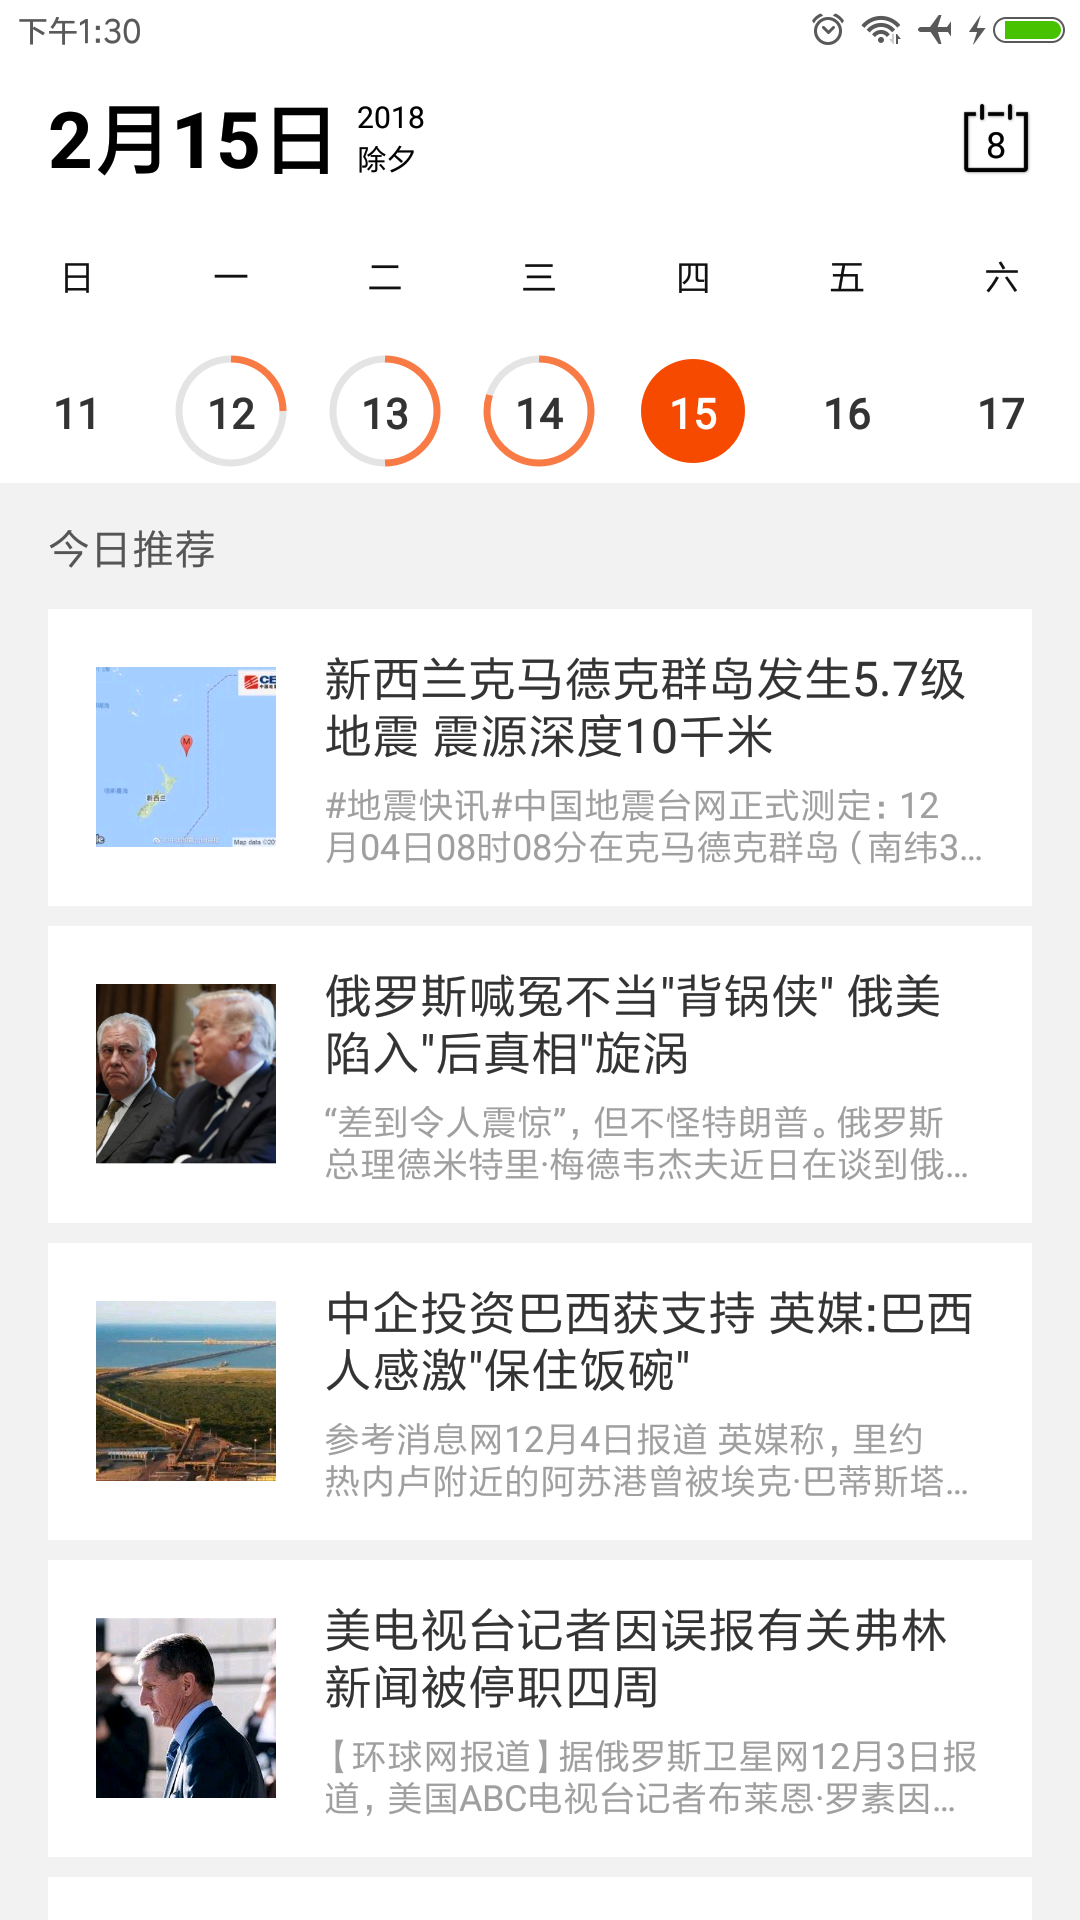 下午1:30
2月15日
2018
除夕
8
日 一 二 三 四 五 六
11 12 13 14 15 16 17
今日推荐
新西兰克马德克群岛发生5.7级
地震 震源深度10千米
#地震快讯#中国地震台网正式测定：12
月04日08时08分在克马德克群岛（南纬3...
俄罗斯喊冤不当"背锅侠" 俄美
陷入"后真相"旋涡
“差到令人震惊”，但不怪特朗普。俄罗斯
总理德米特里·梅德韦杰夫近日在谈到俄...
中企投资巴西获支持 英媒:巴西
人感激"保住饭碗"
参考消息网12月4日报道 英媒称，里约
热内卢附近的阿苏港曾被埃克·巴蒂斯塔...
美电视台记者因误报有关弗林
新闻被停职四周
【环球网报道】据俄罗斯卫星网12月3日报
道，美国ABC电视台记者布莱恩·罗素因...